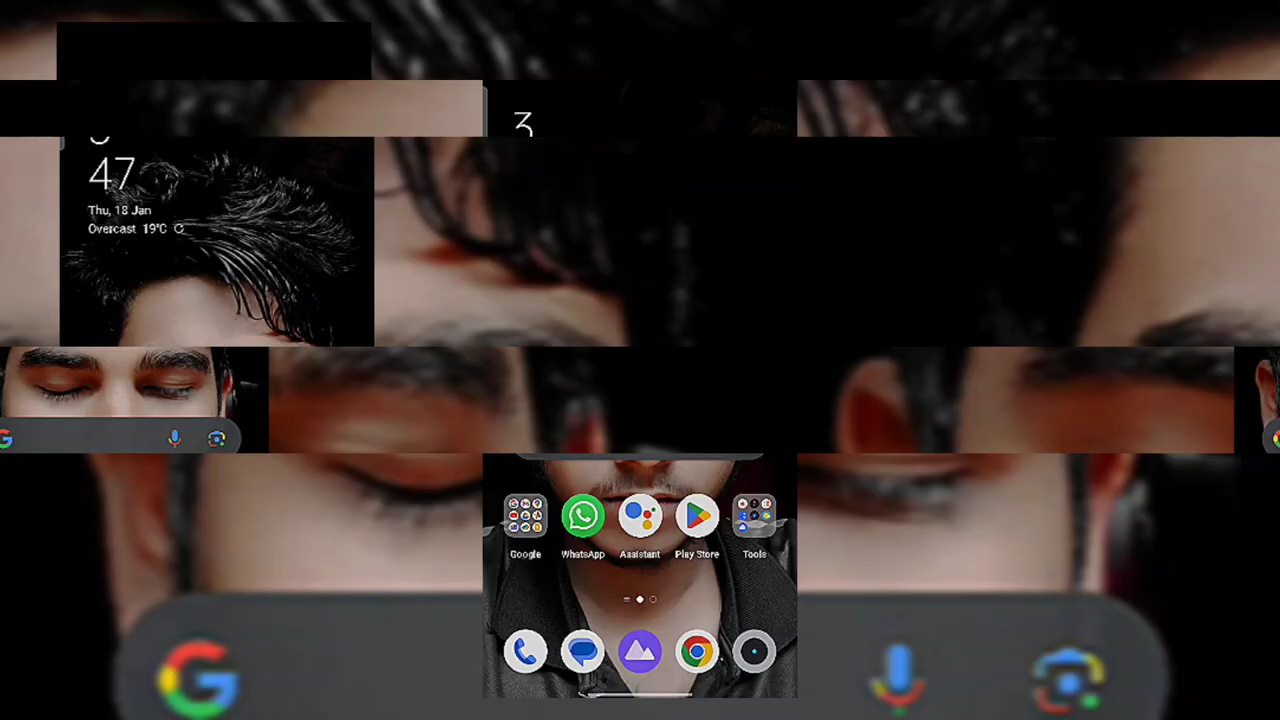 3
47
Thu, 18 Jan
Overcast 19°C
Google WhatsApp Assistant Play Store Tools